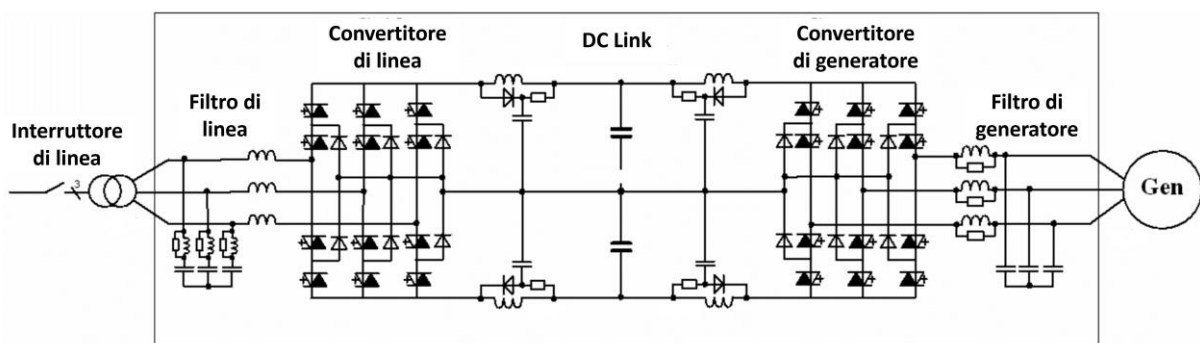 Convertitore
di linea
DC Link
Convertitore
di generatore
Filtro di
linea
Filtro di
generatore
Interruttore
di linea
3
Gen